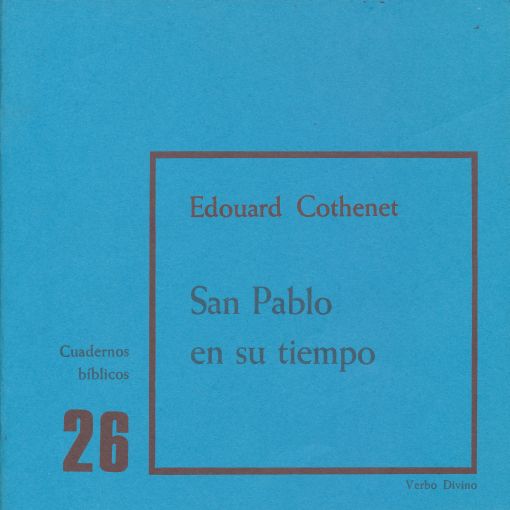 Edouard Cothenet
San Pablo
en su tiempo
Cuadernos
bíblicos
26
Verbo Divino